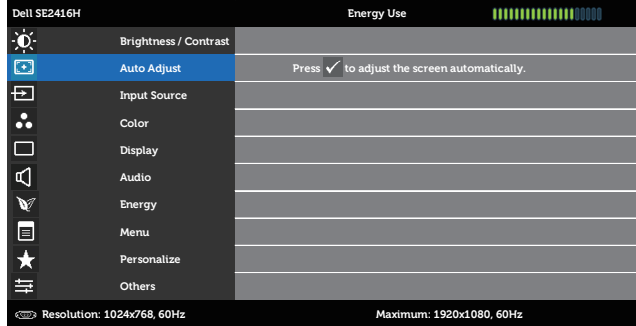 Dell SE2416H Energy Use
Brightness / Contrast
Auto Adjust Press ✓ to adjust the screen automatically.
Input Source
Color
Display
Audio
Energy
Menu
Personalize
Others
Resolution: 1024x768, 60Hz Maximum: 1920x1080, 60Hz